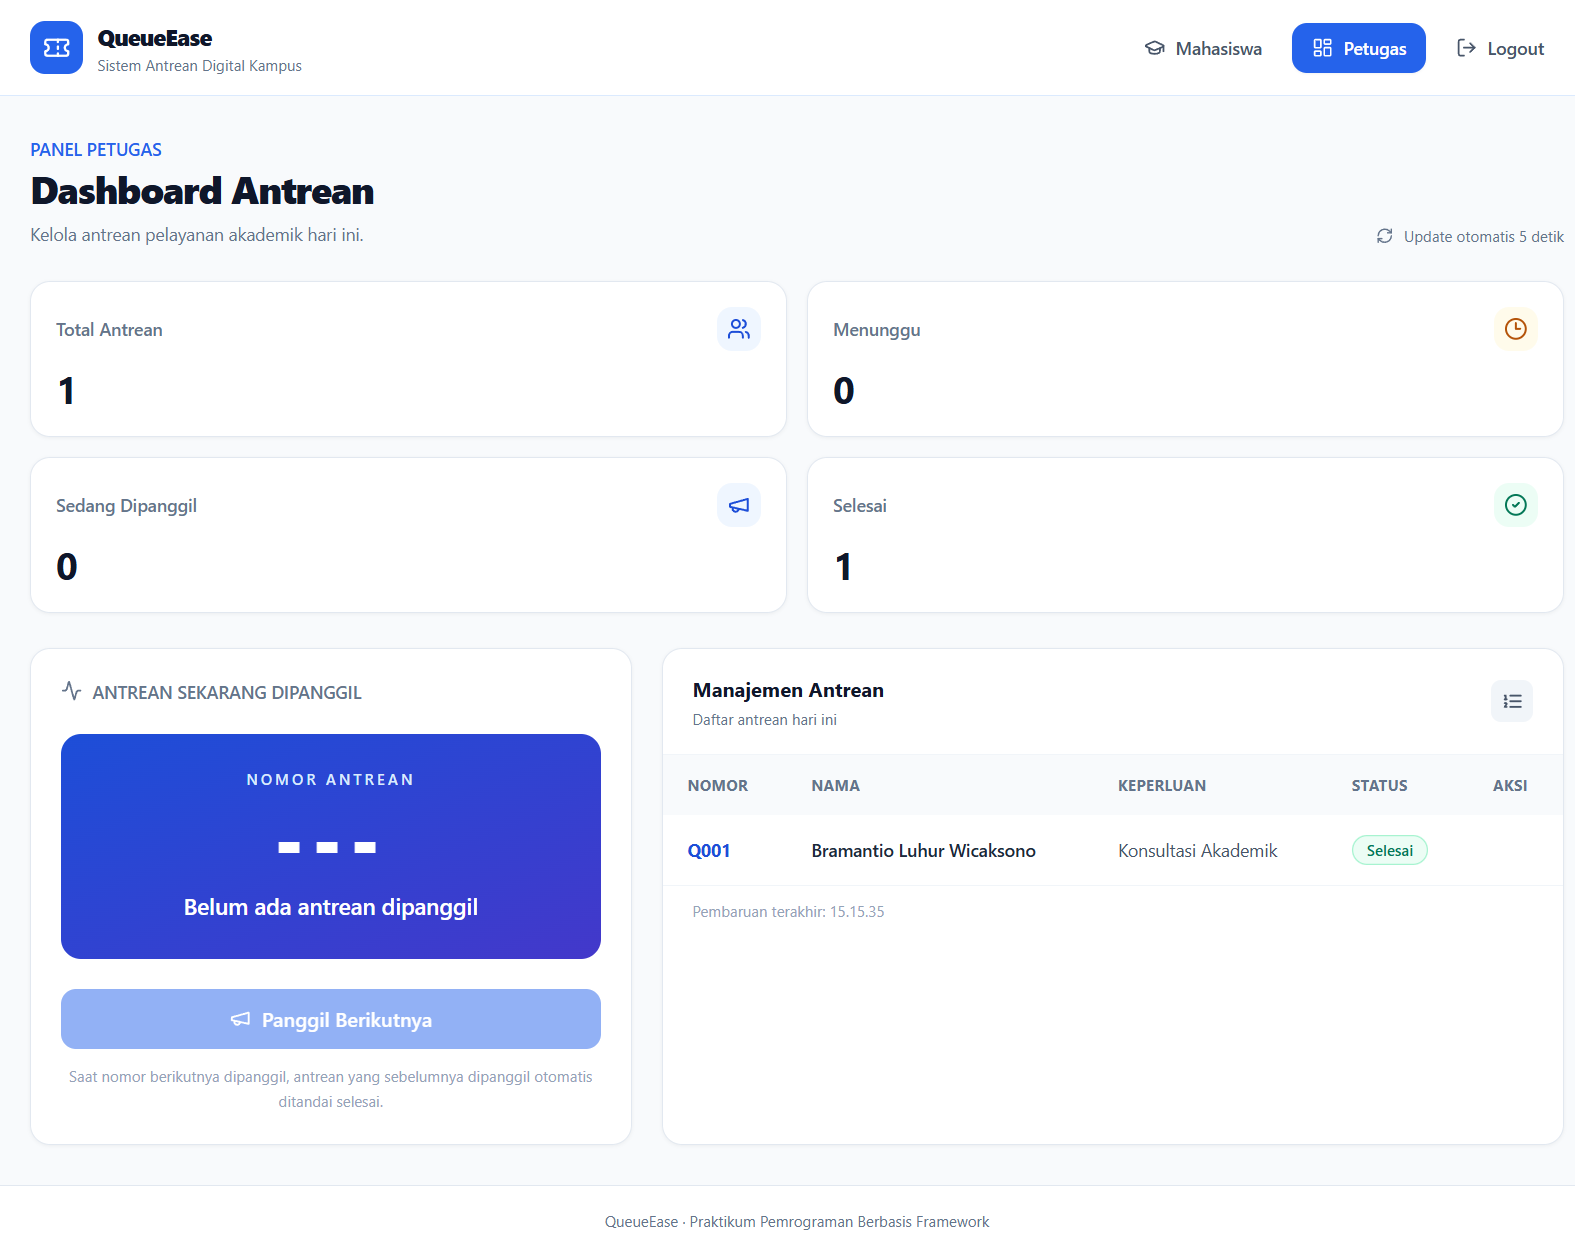 QueueEase
Sistem Antrean Digital Kampus
Mahasiswa
Petugas
Logout
PANEL PETUGAS
Dashboard Antrean
Kelola antrean pelayanan akademik hari ini.
Update otomatis 5 detik
Total Antrean
1
Menunggu
0
Sedang Dipanggil
0
Selesai
1
ANTREAN SEKARANG DIPANGGIL
NOMOR ANTREAN
---
Belum ada antrean dipanggil
Panggil Berikutnya
Saat nomor berikutnya dipanggil, antrean yang sebelumnya dipanggil otomatis
ditandai selesai.
Manajemen Antrean
Daftar antrean hari ini
NOMOR NAMA KEPERLUAN STATUS AKSI
Q001 Bramantio Luhur Wicaksono Konsultasi Akademik Selesai
Pembaruan terakhir: 15.15.35
QueueEase · Praktikum Pemrograman Berbasis Framework